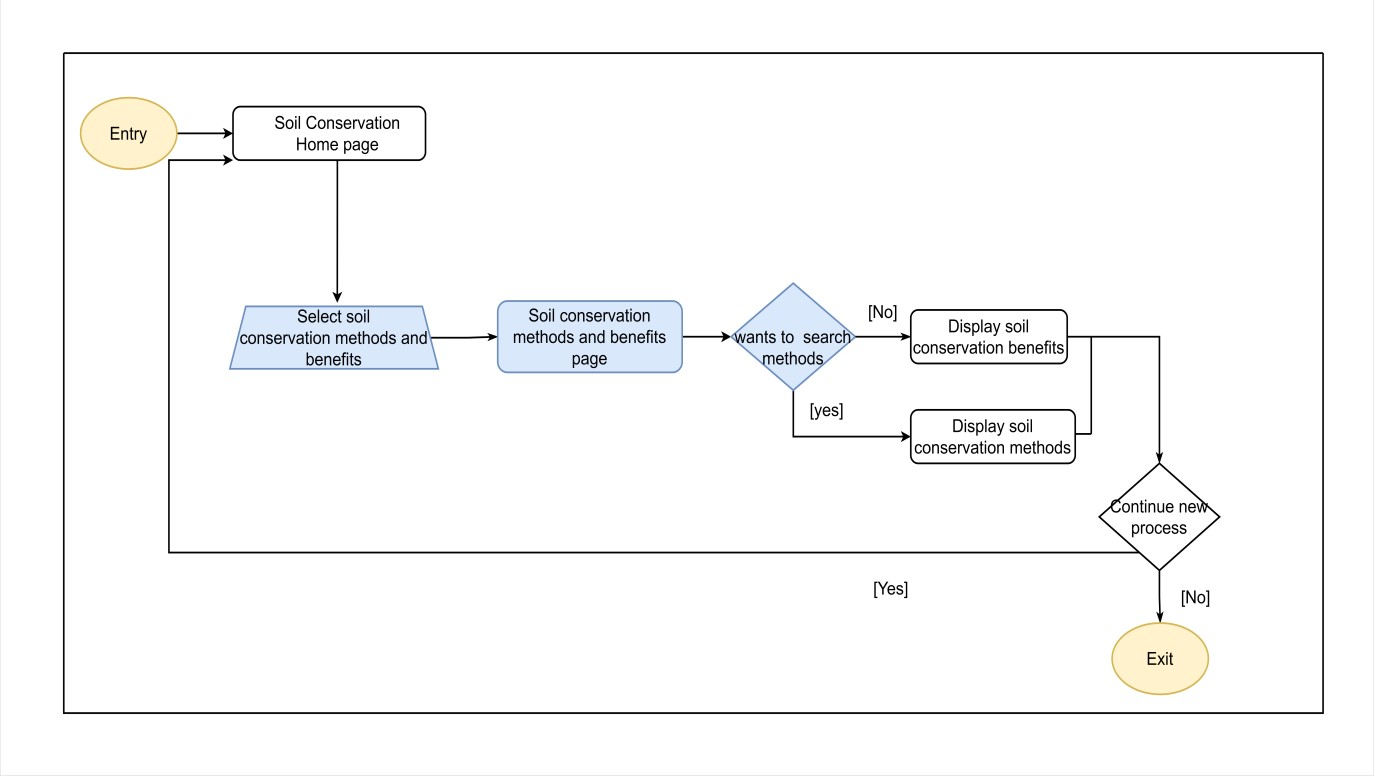 Entry
Soil Conservation
Home page
Select soil
conservation methods and
benefits
Soil conservation
methods and benefits
page
wants to  search
methods
[No]
Display soil
conservation benefits
[yes]
Display soil
conservation methods
Continue new
process
[Yes]
[No]
Exit